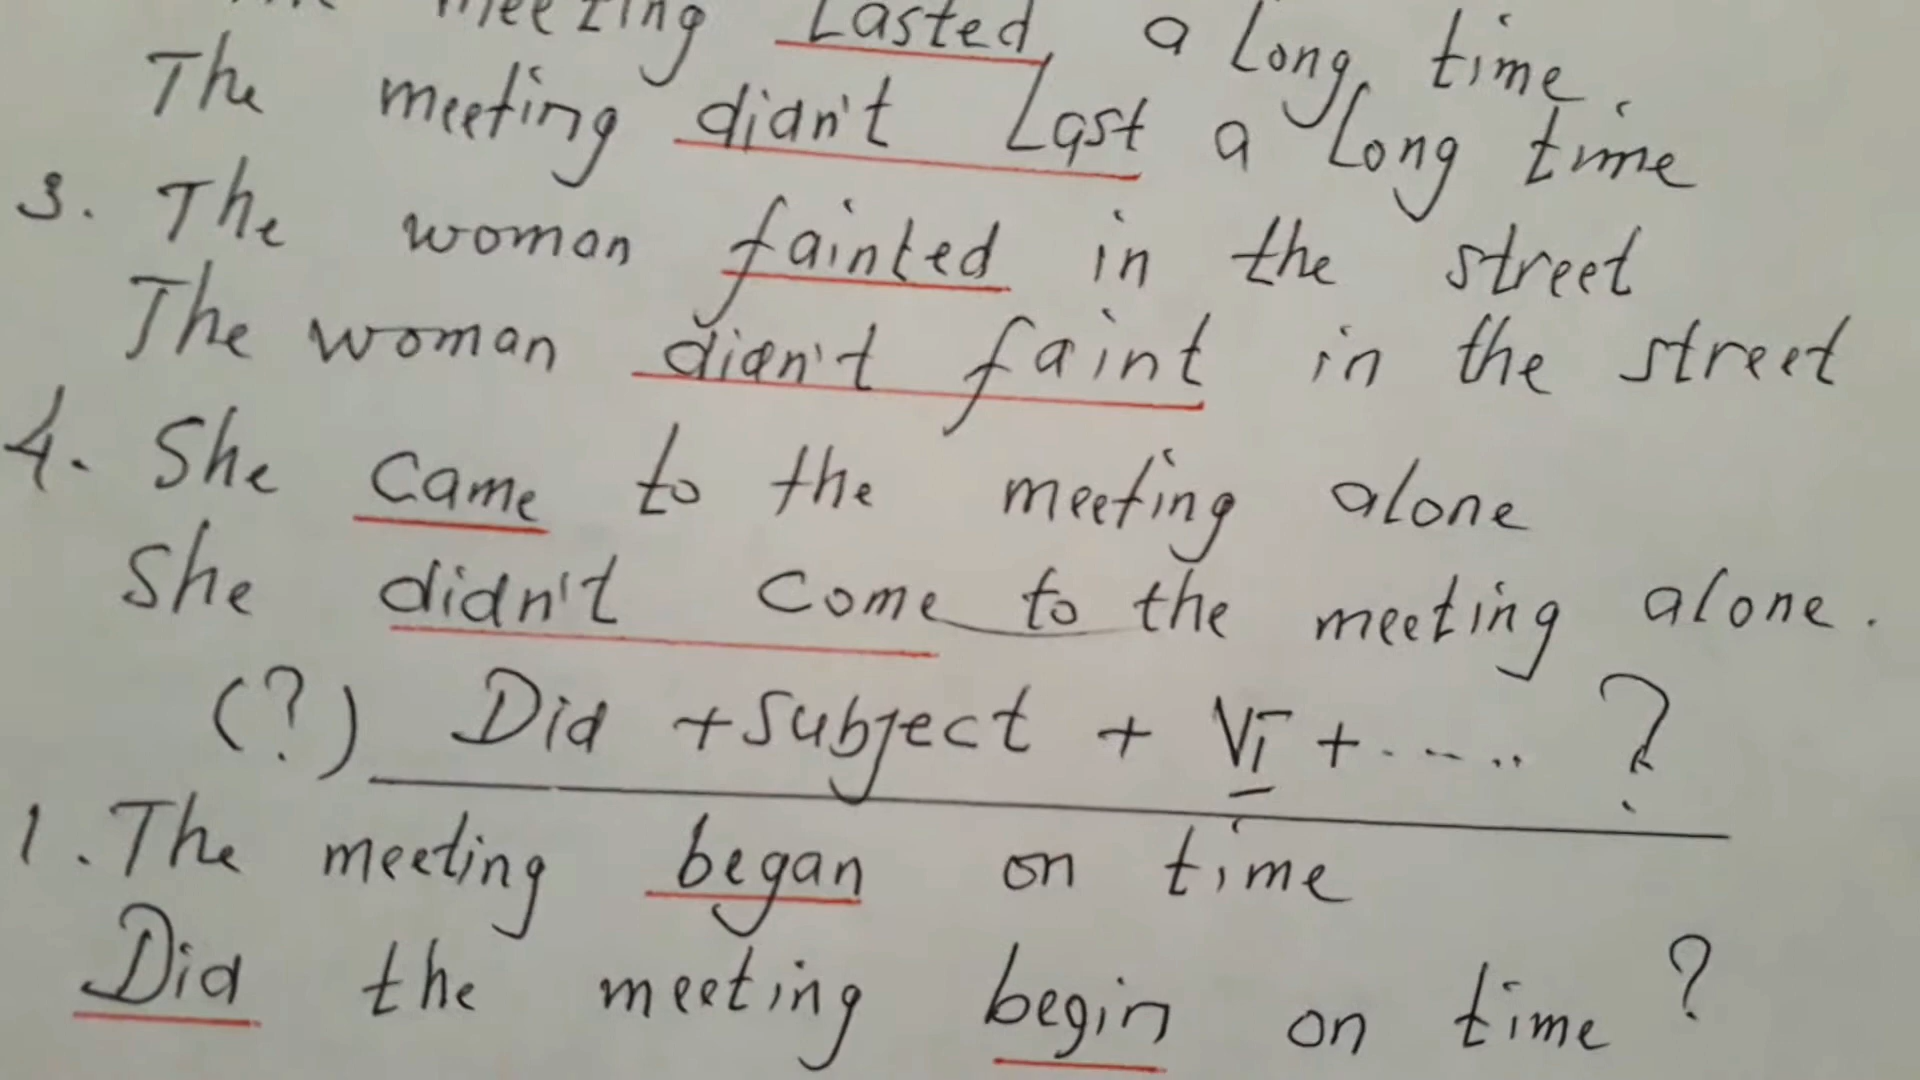 meeting Lasted a Long time.
The meeting didn't Last a Long time
3. The woman fainted in the street
The woman didn't faint in the street
4. She came to the meeting alone
She didn't come to the meeting alone.
(?) Did + Subject + VI + ..... ?
1. The meeting began on time
Did the meeting begin on time ?